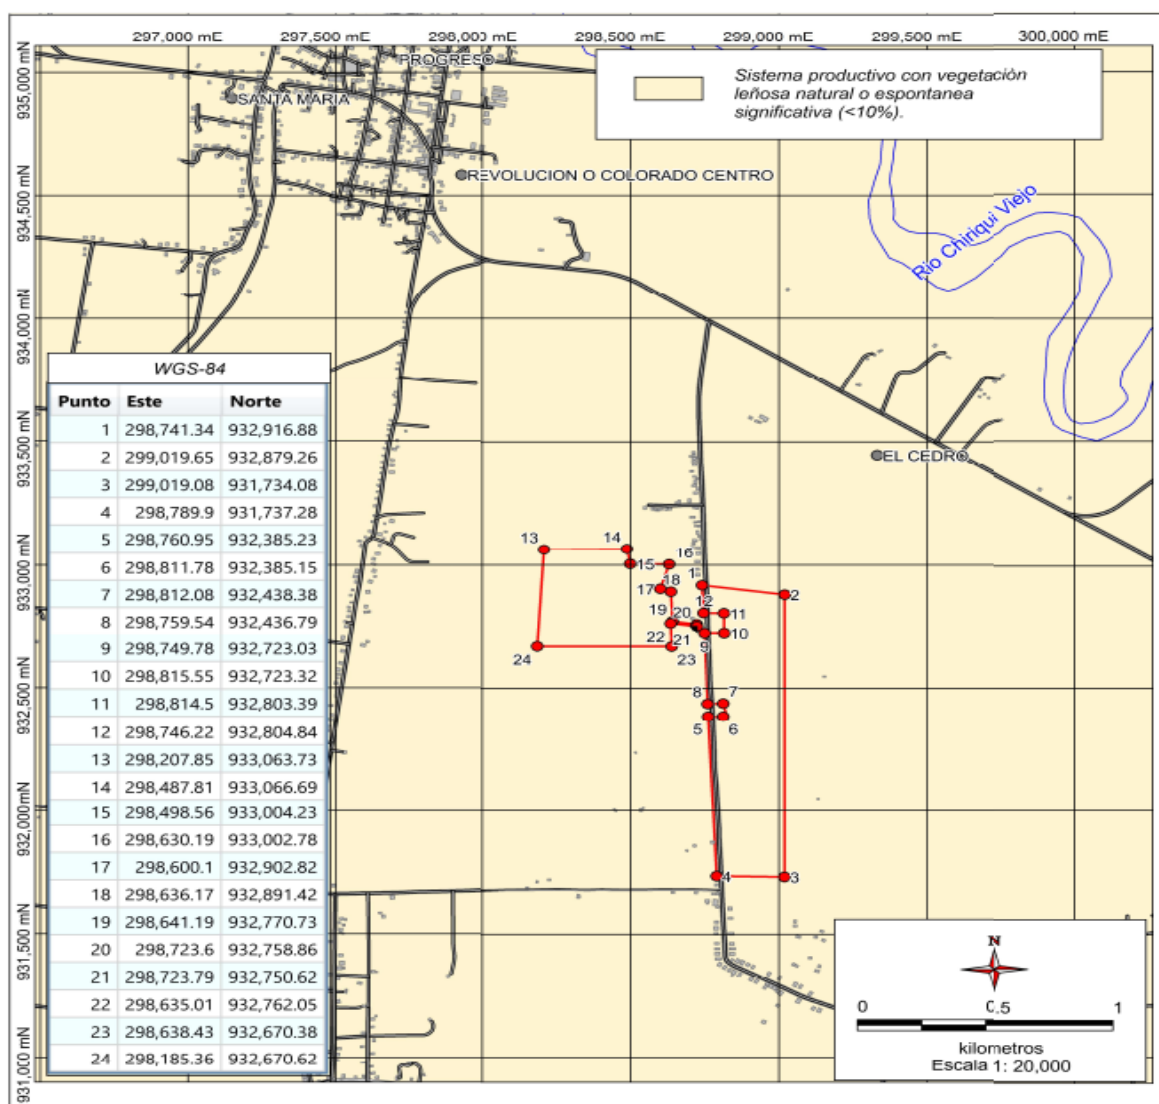 297,000 mE 297,500 mE 298,000 mE 298,500 mE 299,000 mE 299,500 mE 300,000 mE
935,000 mN
934,500 mN
934,000 mN
933,500 mN
933,000 mN
932,500 mN
932,000 mN
931,500 mN
931,000 mN
Sistema productivo con vegetación
leñosa natural o espontanea
significativa (<10%).
PROGRESO
SANTA MARIA
REVOLUCION O COLORADO CENTRO
Rio Chiriqui Viejo
EL CEDRO
WGS-84
Punto Este Norte
1 298,741.34 932,916.88
2 299,019.65 932,879.26
3 299,019.08 931,734.08
4 298,789.9 931,737.28
5 298,760.95 932,385.23
6 298,811.78 932,385.15
7 298,812.08 932,438.38
8 298,759.54 932,436.79
9 298,749.78 932,723.03
10 298,815.55 932,723.32
11 298,814.5 932,803.39
12 298,746.22 932,804.84
13 298,207.85 933,063.73
14 298,487.81 933,066.69
15 298,498.56 933,004.23
16 298,630.19 933,002.78
17 298,600.1 932,902.82
18 298,636.17 932,891.42
19 298,641.19 932,770.73
20 298,723.6 932,758.86
21 298,723.79 932,750.62
22 298,635.01 932,762.05
23 298,638.43 932,670.38
24 298,185.36 932,670.62
13
14
15
16
17
18
1
2
12
11
19
20
10
22
21
9
24
23
8
7
5
6
4
3
N
0 0.5 1
kilometros
Escala 1: 20,000